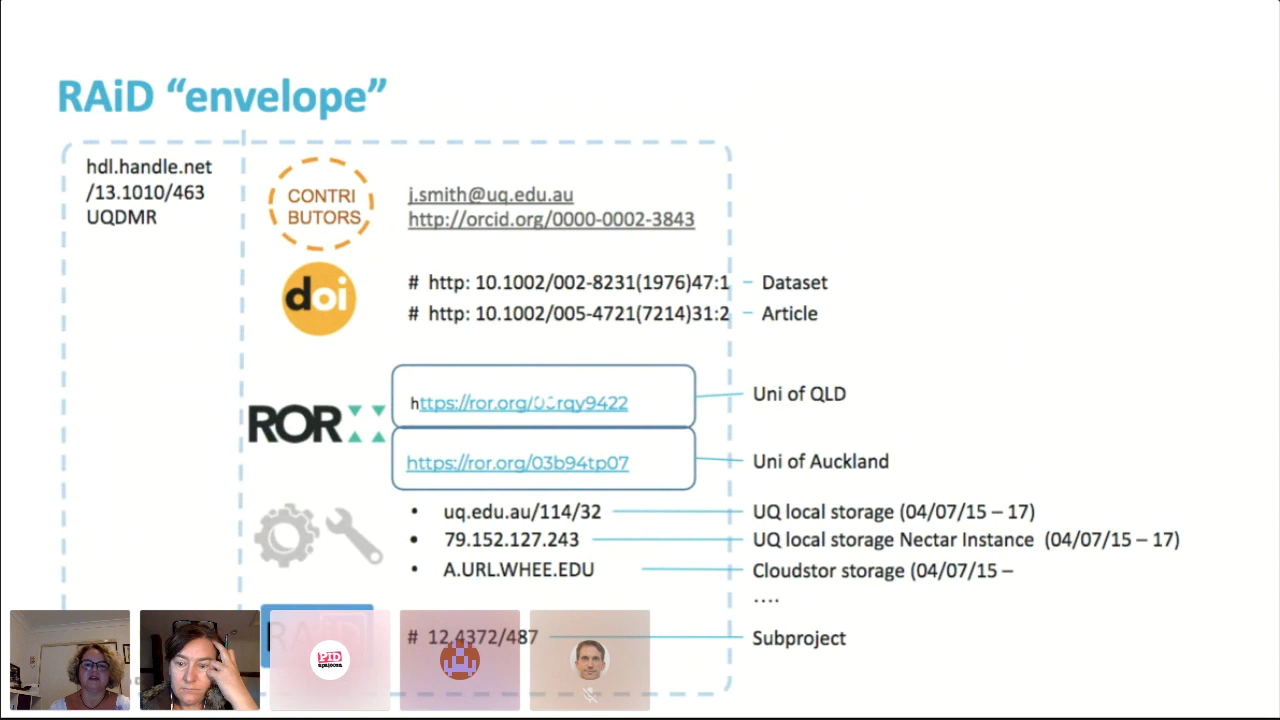 RAiD “envelope”
hdl.handle.net
/13.1010/463
UQDMR
CONTRI
BUTORS
j.smith@uq.edu.au
http://orcid.org/0000-0002-3843
doi
# http: 10.1002/002-8231(1976)47:1 – Dataset
# http: 10.1002/005-4721(7214)31:2 – Article
ROR
Uni of QLD
https://ror.org/03b94tp07
Uni of Auckland
• uq.edu.au/114/32 UQ local storage (04/07/15 – 17)
• 79.152.127.243 UQ local storage Nectar Instance (04/07/15 – 17)
• A.URL.WHEE.EDU Cloudstor storage (04/07/15 –
....
# 12.4372/487 Subproject
PID